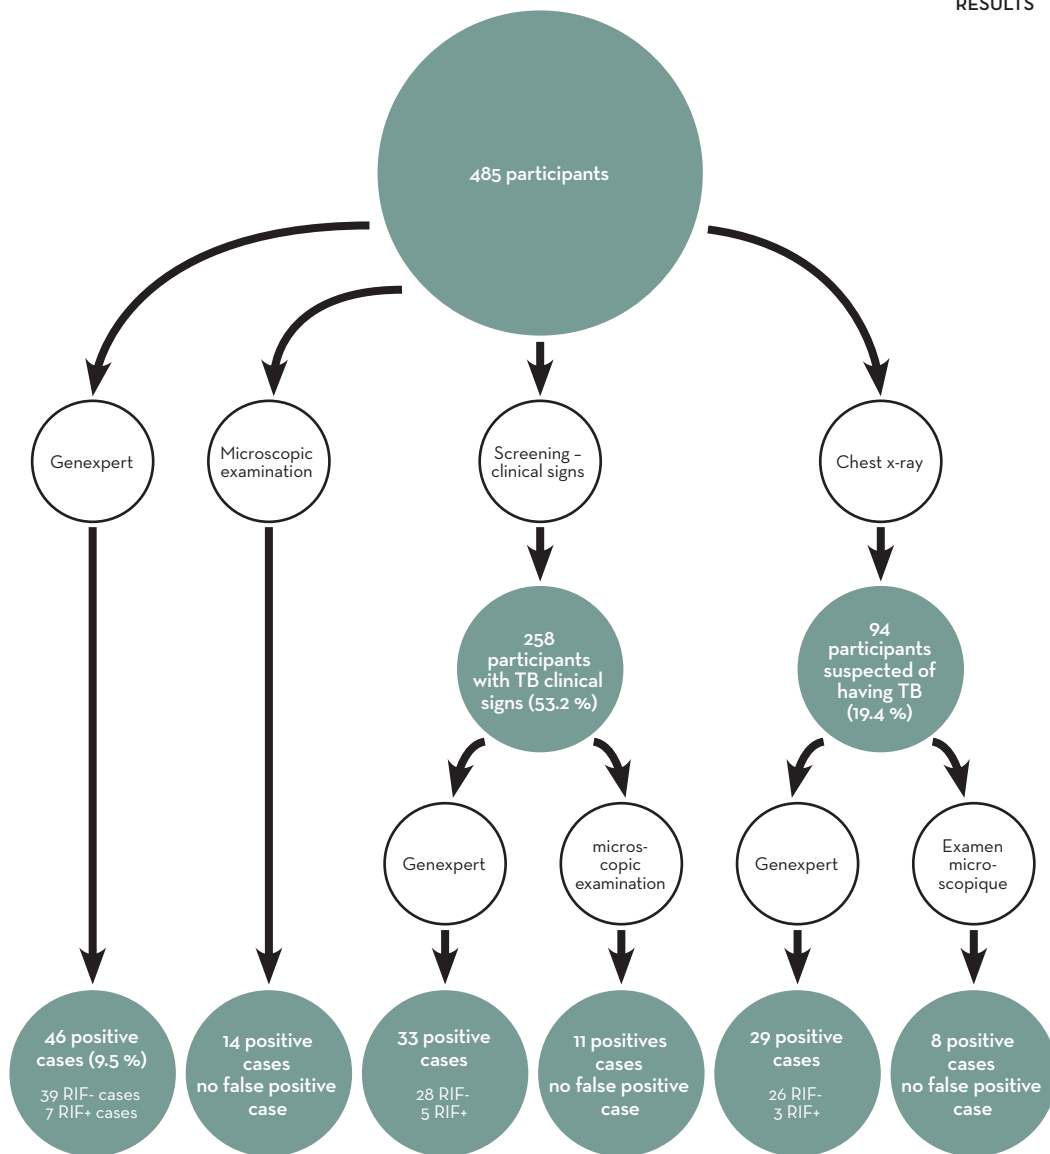 RESULTS
485 participants
Genexpert
Microscopic
examination
Screening –
clinical signs
Chest x-ray
258
participants
with TB clinical
signs (53.2 %)
94
participants
suspected of
having TB
(19.4 %)
Genexpert
micros-
copic
examination
Genexpert
Examen
micro-
scopique
46 positive
cases (9.5 %)
39 RIF- cases
7 RIF+ cases
14 positive
cases
no false positive
case
33 positive
cases
28 RIF-
5 RIF+
11 positives
cases
no false positive
case
29 positive
cases
26 RIF-
3 RIF+
8 positive
cases
no false positive
case